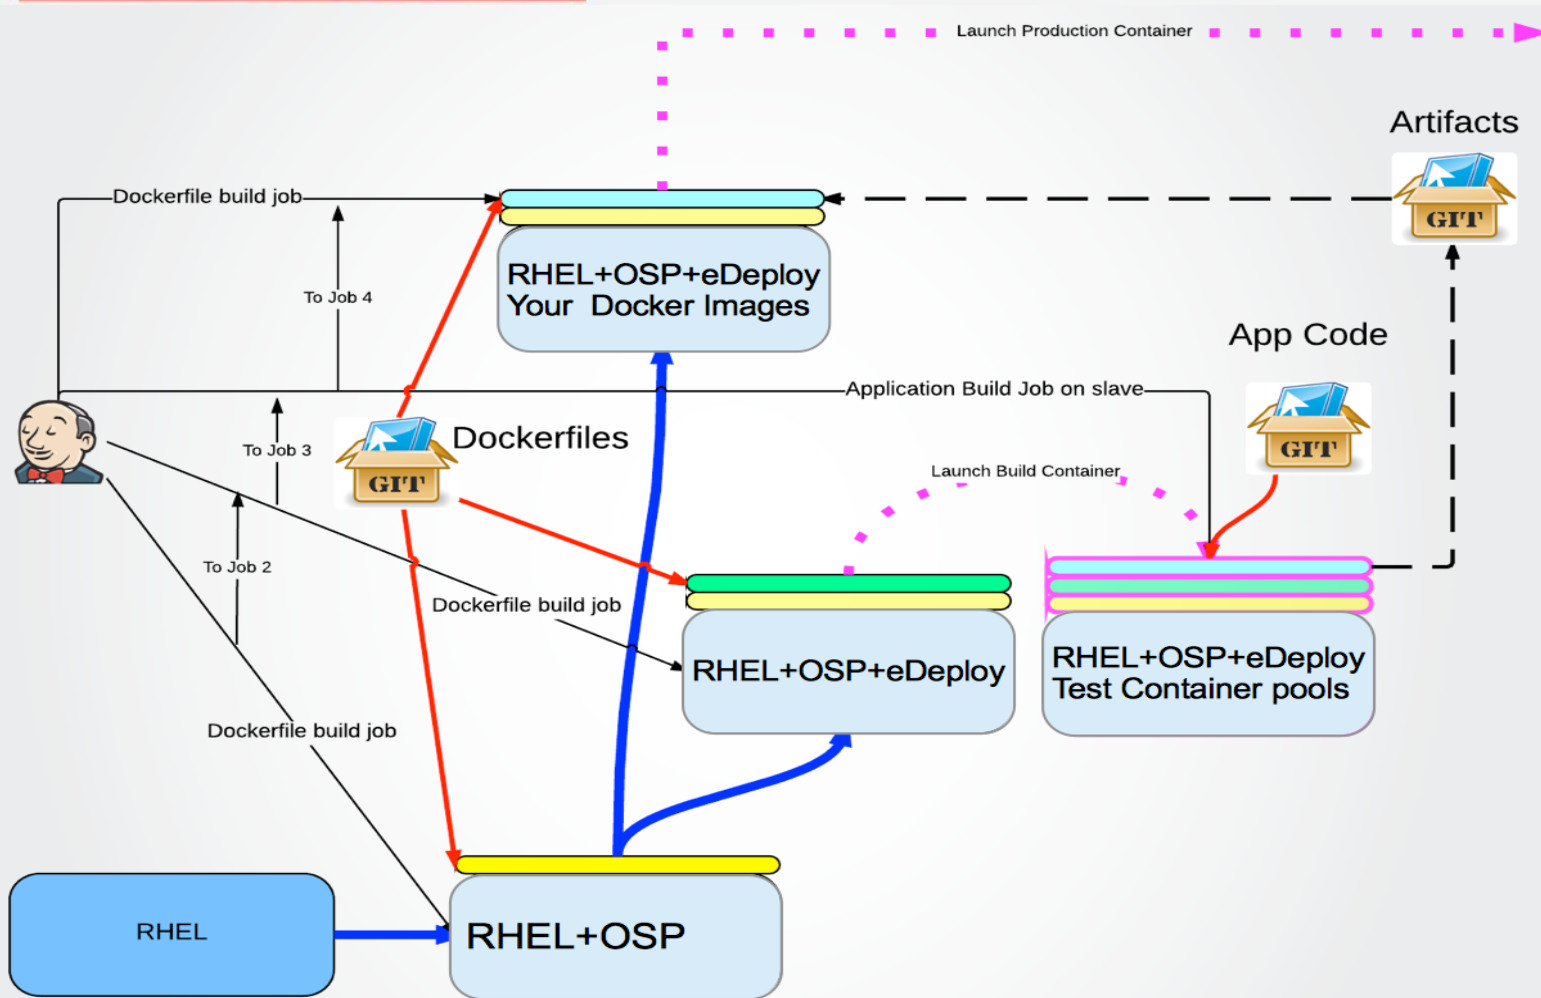 Launch Production Container
Artifacts
GIT
Dockerfile build job
To Job 4
RHEL+OSP+eDeploy
Your Docker Images
App Code
GIT
Application Build Job on slave
To Job 3
Dockerfiles
GIT
Launch Build Container
To Job 2
Dockerfile build job
RHEL+OSP+eDeploy
RHEL+OSP+eDeploy
Test Container pools
Dockerfile build job
RHEL
RHEL+OSP